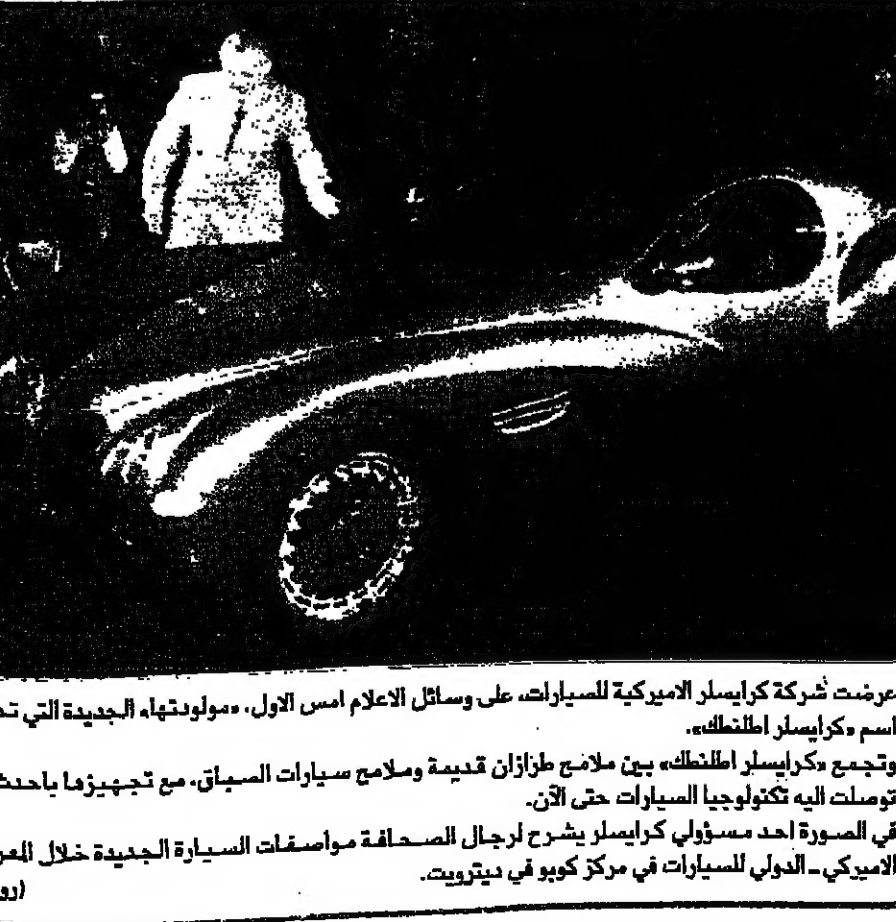 عرضت شركة كرايسلر الاميركية للسيارات، على وسائل الاعلام امس الاول، «مولودتها» الجديدة التي
اسم «كرايسلر اطلنطك».
وتجمع «كرايسلر اطلنطك» بين ملامح طرازات قديمة وملامح سيارات السباق، مع تجهيزها باحدث
توصلت اليه تكنولوجيا السيارات حتى الآن.
في الصورة احد مسؤولي كرايسلر يشرح لرجال الصحافة مواصفات السيارة الجديدة خلال
الاميركي ـ الدولي للسيارات في مركز كوبو في ديترويت.